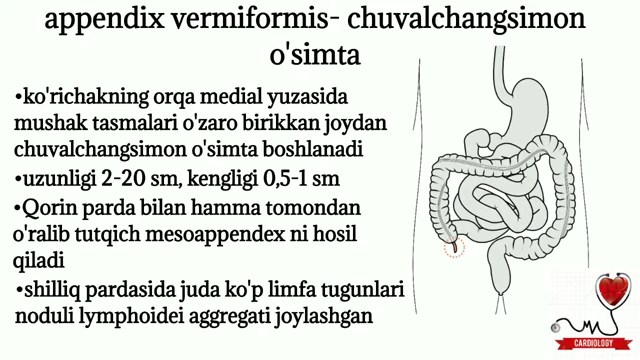 appendix vermiformis- chuvalchangsimon
o'simta
•ko'richakning orqa medial yuzasida
mushak tasmalari o'zaro birikkan joydan
chuvalchangsimon o'simta boshlanadi
•uzunligi 2-20 sm, kengligi 0,5-1 sm
•Qorin parda bilan hamma tomondan
o'ralib tutqich mesoappendex ni hosil
qiladi
•shilliq pardasida juda ko'p limfa tugunlari
noduli lymphoidei aggregati joylashgan
CARDIOLOGY